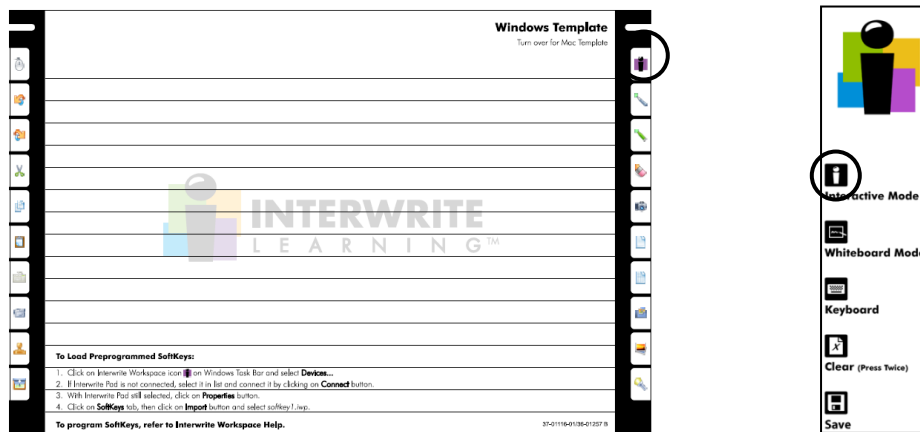 Windows Template
Turn over for Mac Template
INTERWRITE
LEARNING™
To Load Preprogrammed SoftKeys:
1. Click on Interwrite Workspace icon on Windows Task Bar and select Devices...
2. If Interwrite Pad is not connected, select it in list and connect it by clicking on Connect button.
3. With Interwrite Pad still selected, click on Properties button.
4. Click on SoftKeys tab, then click on Import button and select softkey1.iwp.
To program SoftKeys, refer to Interwrite Workspace Help.
37-01116-01/36-01257 B
Interactive Mode
Whiteboard Mode
Keyboard
Clear (Press Twice)
Save